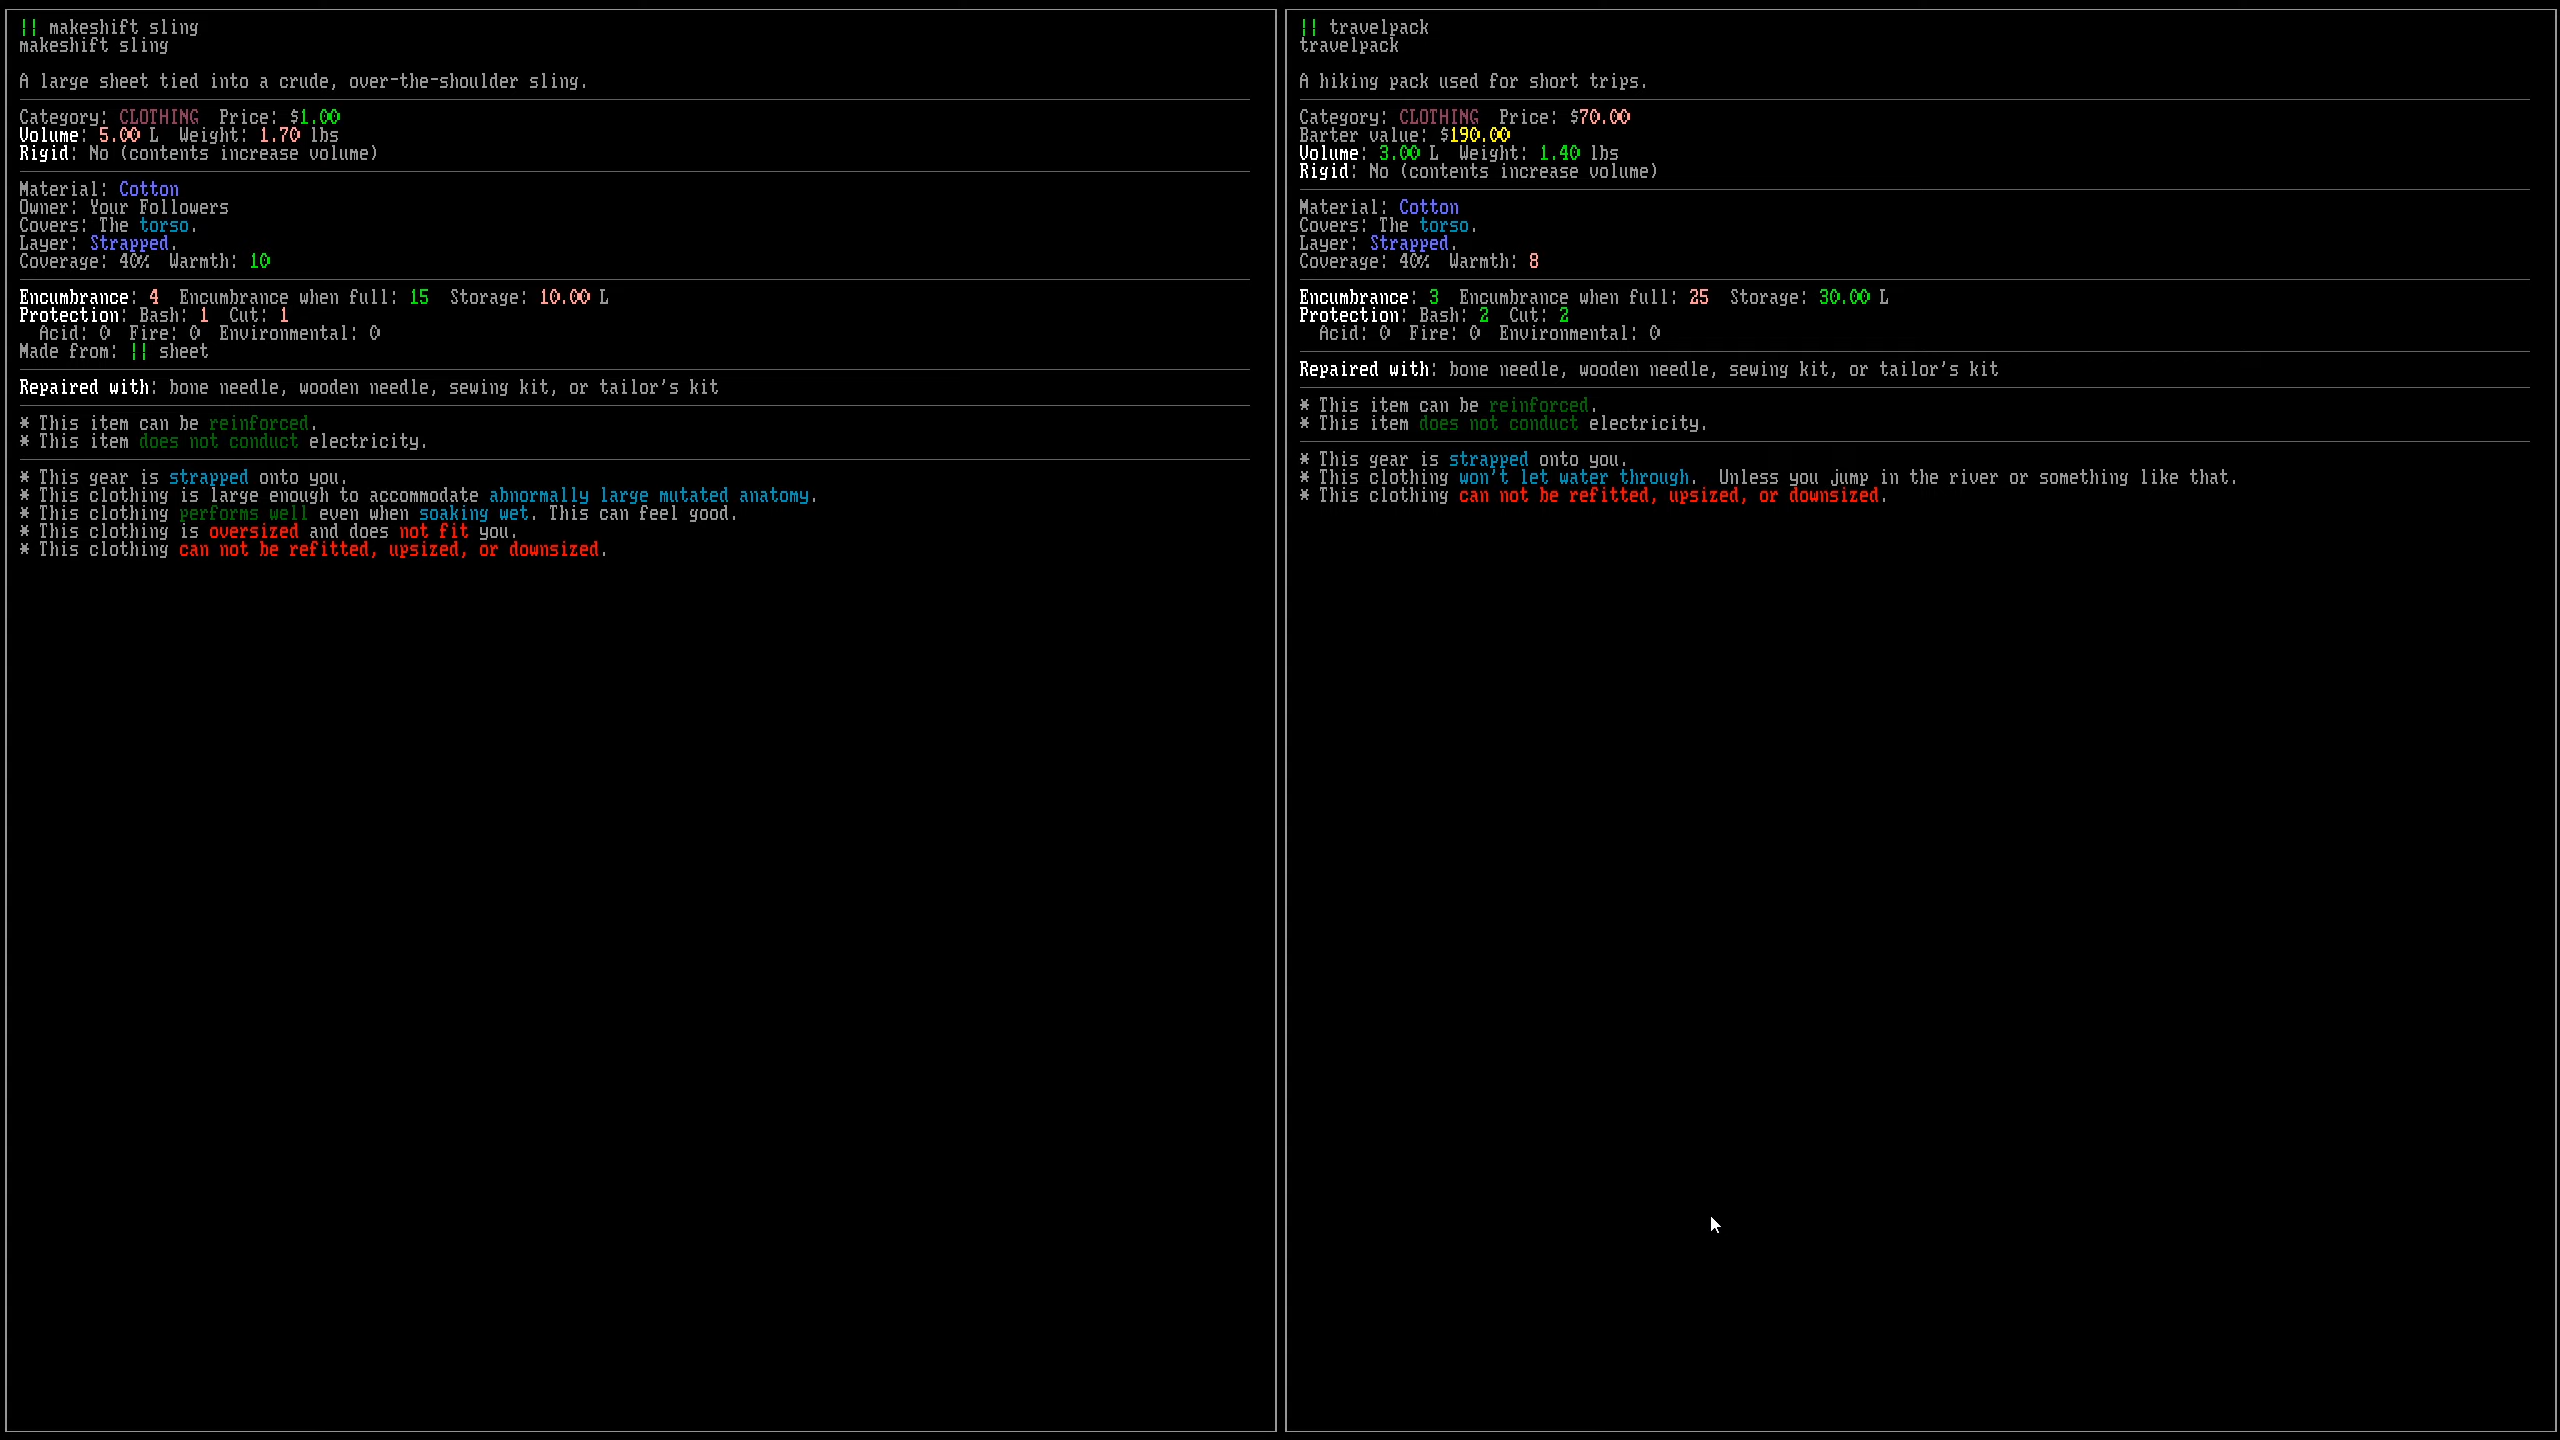 || makeshift sling
makeshift sling
A large sheet tied into a crude, over-the-shoulder sling.
Category: CLOTHING  Price: $1.00
Volume: 5.00 L  Weight: 1.70 lbs
Rigid: No (contents increase volume)
Material: Cotton
Owner: Your Followers
Covers: The torso.
Layer: Strapped.
Coverage: 40%  Warmth: 10
Encumbrance: 4  Encumbrance when full: 15  Storage: 10.00 L
Protection: Bash: 1  Cut: 1
Acid: 0  Fire: 0  Environmental: 0
Made from: || sheet
Repaired with: bone needle, wooden needle, sewing kit, or tailor's kit
* This item can be reinforced.
* This item does not conduct electricity.
* This gear is strapped onto you.
* This clothing is large enough to accommodate abnormally large mutated anatomy.
* This clothing performs well even when soaking wet. This can feel good.
* This clothing is oversized and does not fit you.
* This clothing can not be refitted, upsized, or downsized.
|| travelpack
travelpack
A hiking pack used for short trips.
Category: CLOTHING  Price: $70.00
Barter value: $190.00
Volume: 3.00 L  Weight: 1.40 lbs
Rigid: No (contents increase volume)
Material: Cotton
Covers: The torso.
Layer: Strapped.
Coverage: 40%  Warmth: 8
Encumbrance: 3  Encumbrance when full: 25  Storage: 30.00 L
Protection: Bash: 2  Cut: 2
Acid: 0  Fire: 0  Environmental: 0
Repaired with: bone needle, wooden needle, sewing kit, or tailor's kit
* This item can be reinforced.
* This item does not conduct electricity.
* This gear is strapped onto you.
* This clothing won't let water through.  Unless you jump in the river or something like that.
* This clothing can not be refitted, upsized, or downsized.